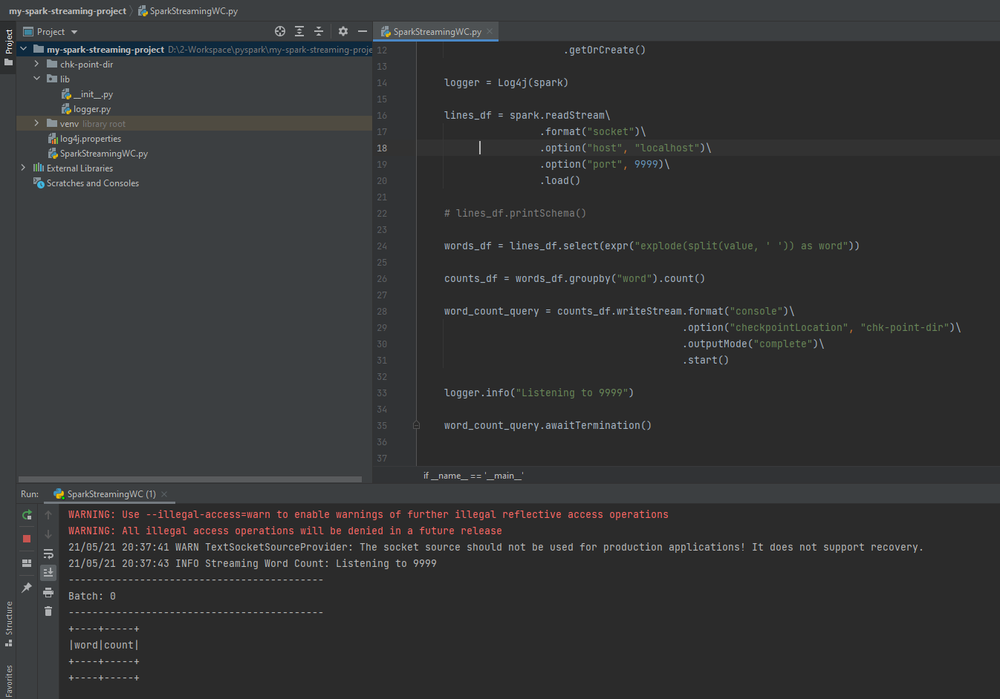 my-spark-streaming-project SparkStreamingWC.py
Project
Project
my-spark-streaming-project D:\2-Workspace\pyspark\my-spark-streaming-proje
chk-point-dir
lib
__init__.py
logger.py
venv library root
log4j.properties
SparkStreamingWC.py
External Libraries
Scratches and Consoles
SparkStreamingWC.py
12 .getOrCreate()
13
14 logger = Log4j(spark)
15
16 lines_df = spark.readStream\
17 .format("socket")\
18 .option("host", "localhost")\
19 .option("port", 9999)\
20 .load()
21
22 # lines_df.printSchema()
23
24 words_df = lines_df.select(expr("explode(split(value, ' ')) as word"))
25
26 counts_df = words_df.groupby("word").count()
27
28 word_count_query = counts_df.writeStream.format("console")\
29 .option("checkpointLocation", "chk-point-dir")\
30 .outputMode("complete")\
31 .start()
32
33 logger.info("Listening to 9999")
34
35 word_count_query.awaitTermination()
36
37
if __name__ == '__main__'
Run: SparkStreamingWC (1)
WARNING: Use --illegal-access=warn to enable warnings of further illegal reflective access operations
WARNING: All illegal access operations will be denied in a future release
21/05/21 20:37:41 WARN TextSocketSourceProvider: The socket source should not be used for production applications! It does not support recovery.
21/05/21 20:37:43 INFO Streaming Word Count: Listening to 9999
-------------------------------------------
Batch: 0
-------------------------------------------
+----+-----+
|word|count|
+----+-----+
+----+-----+
Structure
Favorites